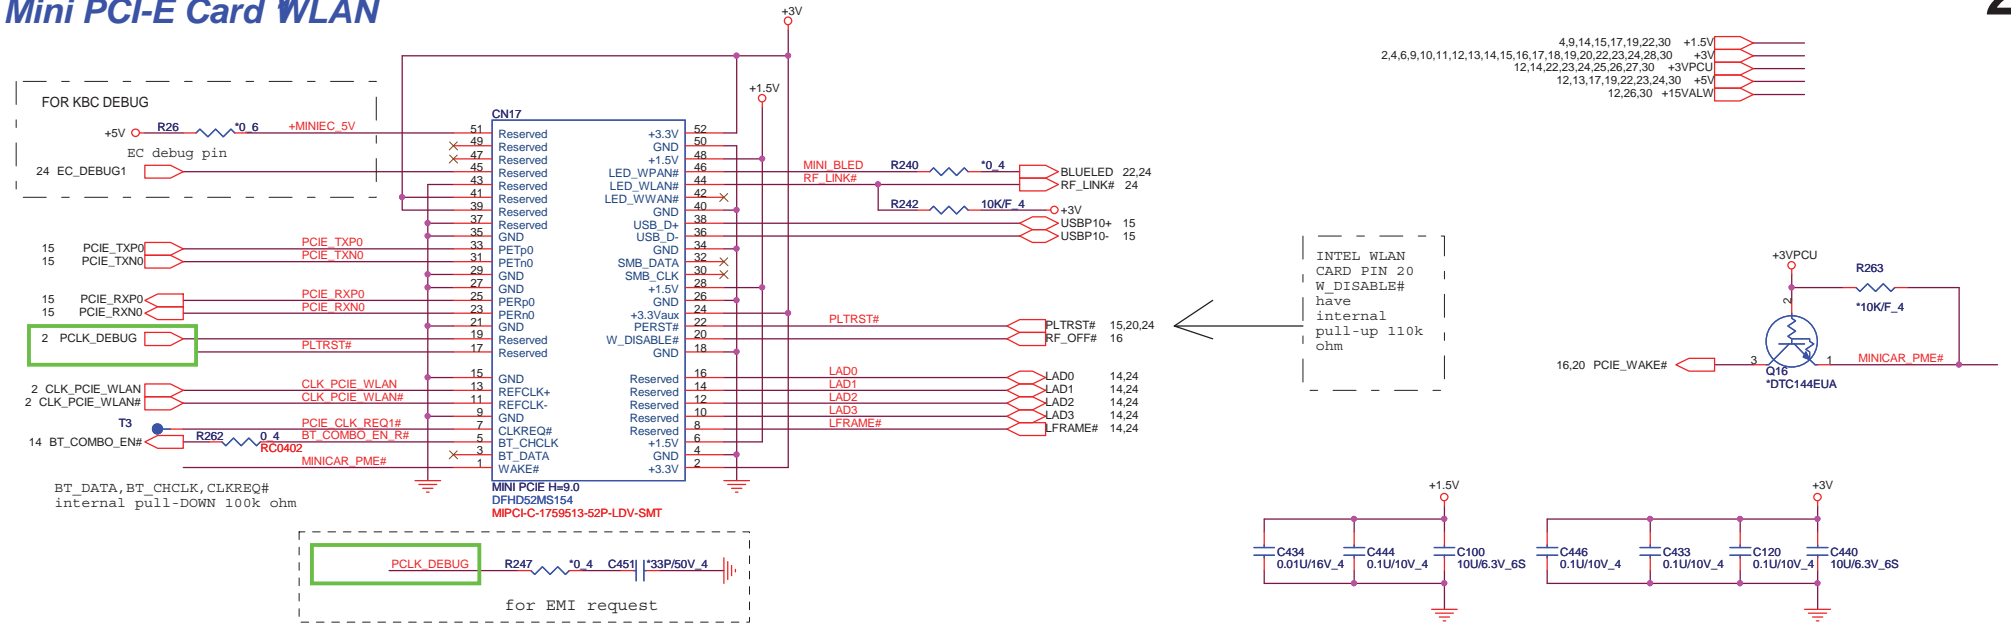 Mini PCI-E Card WLAN
2
+3V
4,9,14,15,17,19,22,30 +1.5V
2,4,6,9,10,11,12,13,14,15,16,17,18,19,20,22,23,24,28,30 +3V
12,14,22,23,24,25,26,27,30 +3VPCU
12,13,17,19,22,23,24,30 +5V
12,26,30 +15VALW
+1.5V
FOR KBC DEBUG
+5V R26 *0_6 +MINIEC_5V
EC debug pin
24 EC_DEBUG1
CN17
51 Reserved +3.3V 52
49 Reserved GND 50
47 Reserved +1.5V 48
45 Reserved LED_WPAN# 46 MINI_BLED R240 *0_4 BLUELED 22,24
43 Reserved LED_WLAN# 44 RF_LINK# RF_LINK# 24
41 Reserved LED_WWAN# 42
39 Reserved GND 40 R242 10K/F_4 +3V
37 Reserved USB_D+ 38 USBP10+ 15
35 GND USB_D- 36 USBP10- 15
15 PCIE_TXP0 PCIE_TXP0 33 PETp0 GND 34
15 PCIE_TXN0 PCIE_TXN0 31 PETn0 SMB_DATA 32
29 GND SMB_CLK 30
27 GND +1.5V 28
15 PCIE_RXP0 PCIE_RXP0 25 PERp0 GND 26
15 PCIE_RXN0 PCIE_RXN0 23 PERn0 +3.3Vaux 24
21 GND PERST# 22 PLTRST# PLTRST# 15,20,24
2 PCLK_DEBUG 19 Reserved W_DISABLE# 20 RF_OFF# 16
PLTRST# 17 Reserved GND 18
15 GND Reserved 16 LAD0 LAD0 14,24
2 CLK_PCIE_WLAN CLK_PCIE_WLAN 13 REFCLK+ Reserved 14 LAD1 LAD1 14,24
2 CLK_PCIE_WLAN# CLK_PCIE_WLAN# 11 REFCLK- Reserved 12 LAD2 LAD2 14,24
9 GND Reserved 10 LAD3 LAD3 14,24
T3 PCIE_CLK_REQ1# 7 CLKREQ# Reserved 8 LFRAME# LFRAME# 14,24
14 BT_COMBO_EN# R262 0_4 BT_COMBO_EN_R# 5 BT_CHCLK +1.5V 6
RC0402
3 BT_DATA GND 4
MINICAR_PME# 1 WAKE# +3.3V 2
MINI PCIE H=9.0
DFHD52MS154
MIPCI-C-1759513-52P-LDV-SMT
BT_DATA,BT_CHCLK,CLKREQ#
internal pull-DOWN 100k ohm
INTEL WLAN
CARD PIN 20
W_DISABLE#
have
internal
pull-up 110k
ohm
+3VPCU
R263
*10K/F_4
2
16,20 PCIE_WAKE# 3 1 MINICAR_PME#
Q16
*DTC144EUA
PCLK_DEBUG R247 *0_4 C451 *33P/50V_4
for EMI request
+1.5V
C434 C444 C100
0.01U/16V_4 0.1U/10V_4 10U/6.3V_6S
+3V
C446 C433 C120 C440
0.1U/10V_4 0.1U/10V_4 0.1U/10V_4 10U/6.3V_6S